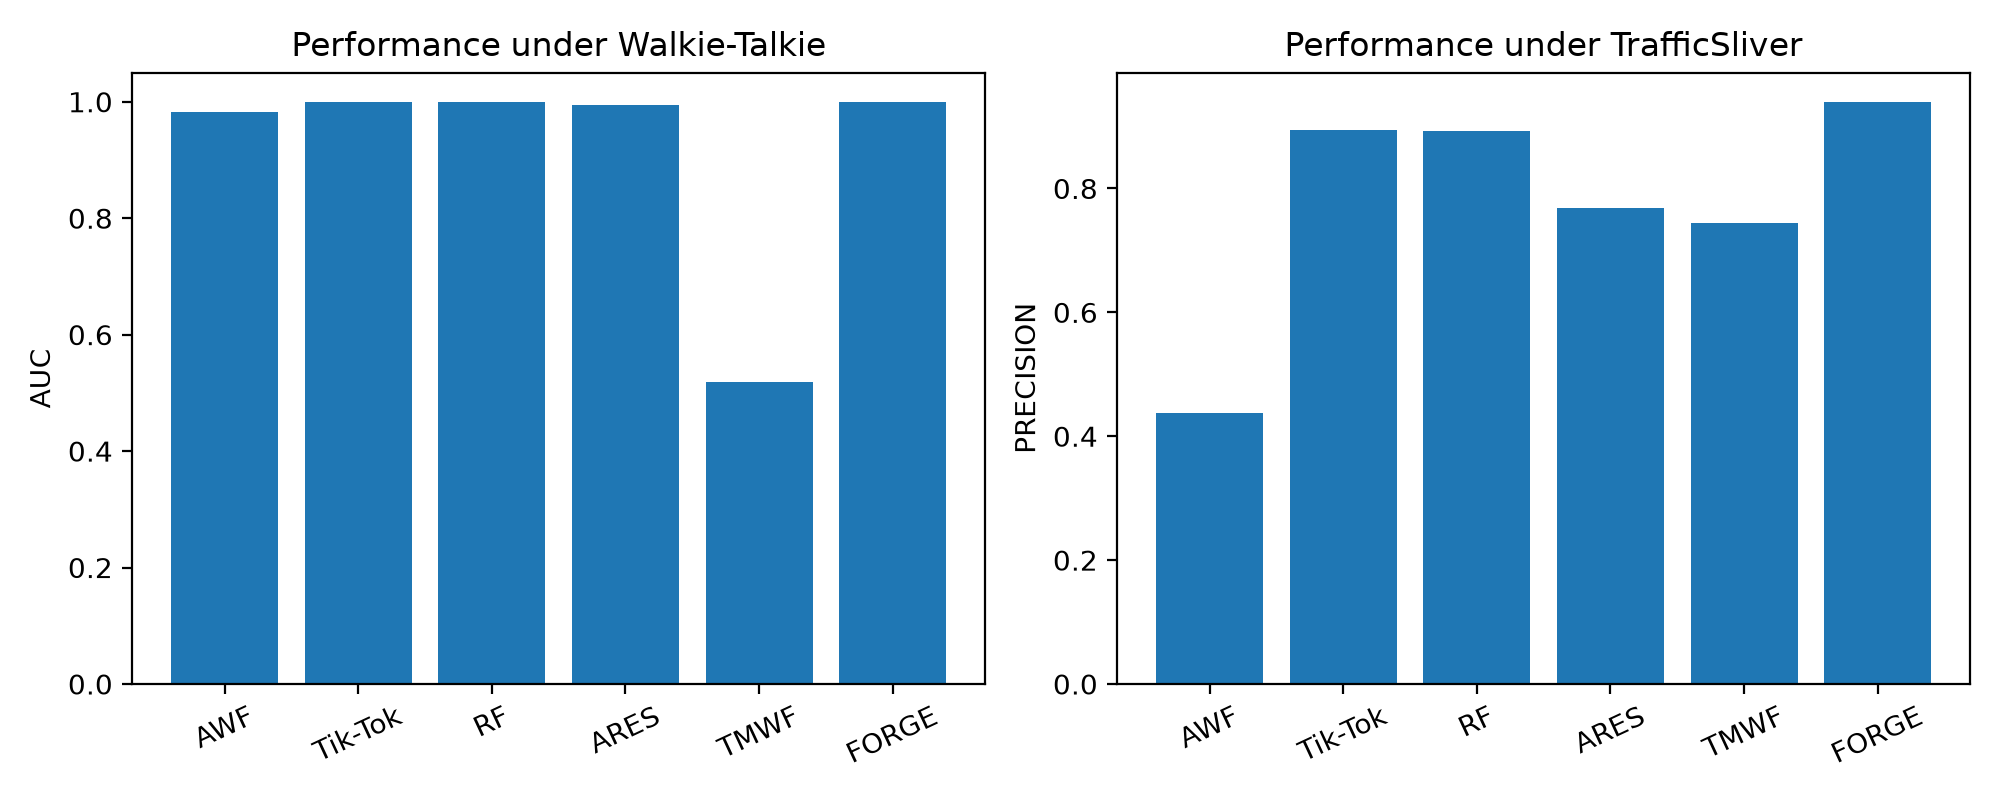 Performance under Walkie-Talkie
AUC
1.0
0.8
0.6
0.4
0.2
0.0
AWF
Tik-Tok
RF
ARES
TMWF
FORGE
Performance under TrafficSliver
PRECISION
0.8
0.6
0.4
0.2
0.0
AWF
Tik-Tok
RF
ARES
TMWF
FORGE